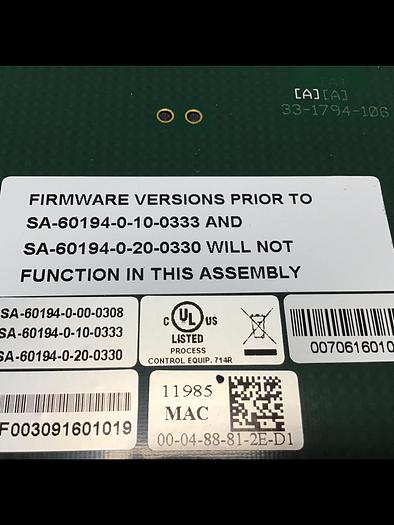 [A][A]
33-1794-106
FIRMWARE VERSIONS PRIOR TO
SA-60194-0-10-0333 AND
SA-60194-0-20-0330 WILL NOT
FUNCTION IN THIS ASSEMBLY
SA-60194-0-00-0308
SA-60194-0-10-0333
SA-60194-0-20-0330
C UL US
LISTED
PROCESS
CONTROL EQUIP. 714R
0070616010
F003091601019
11985
MAC
00-04-88-81-2E-D1